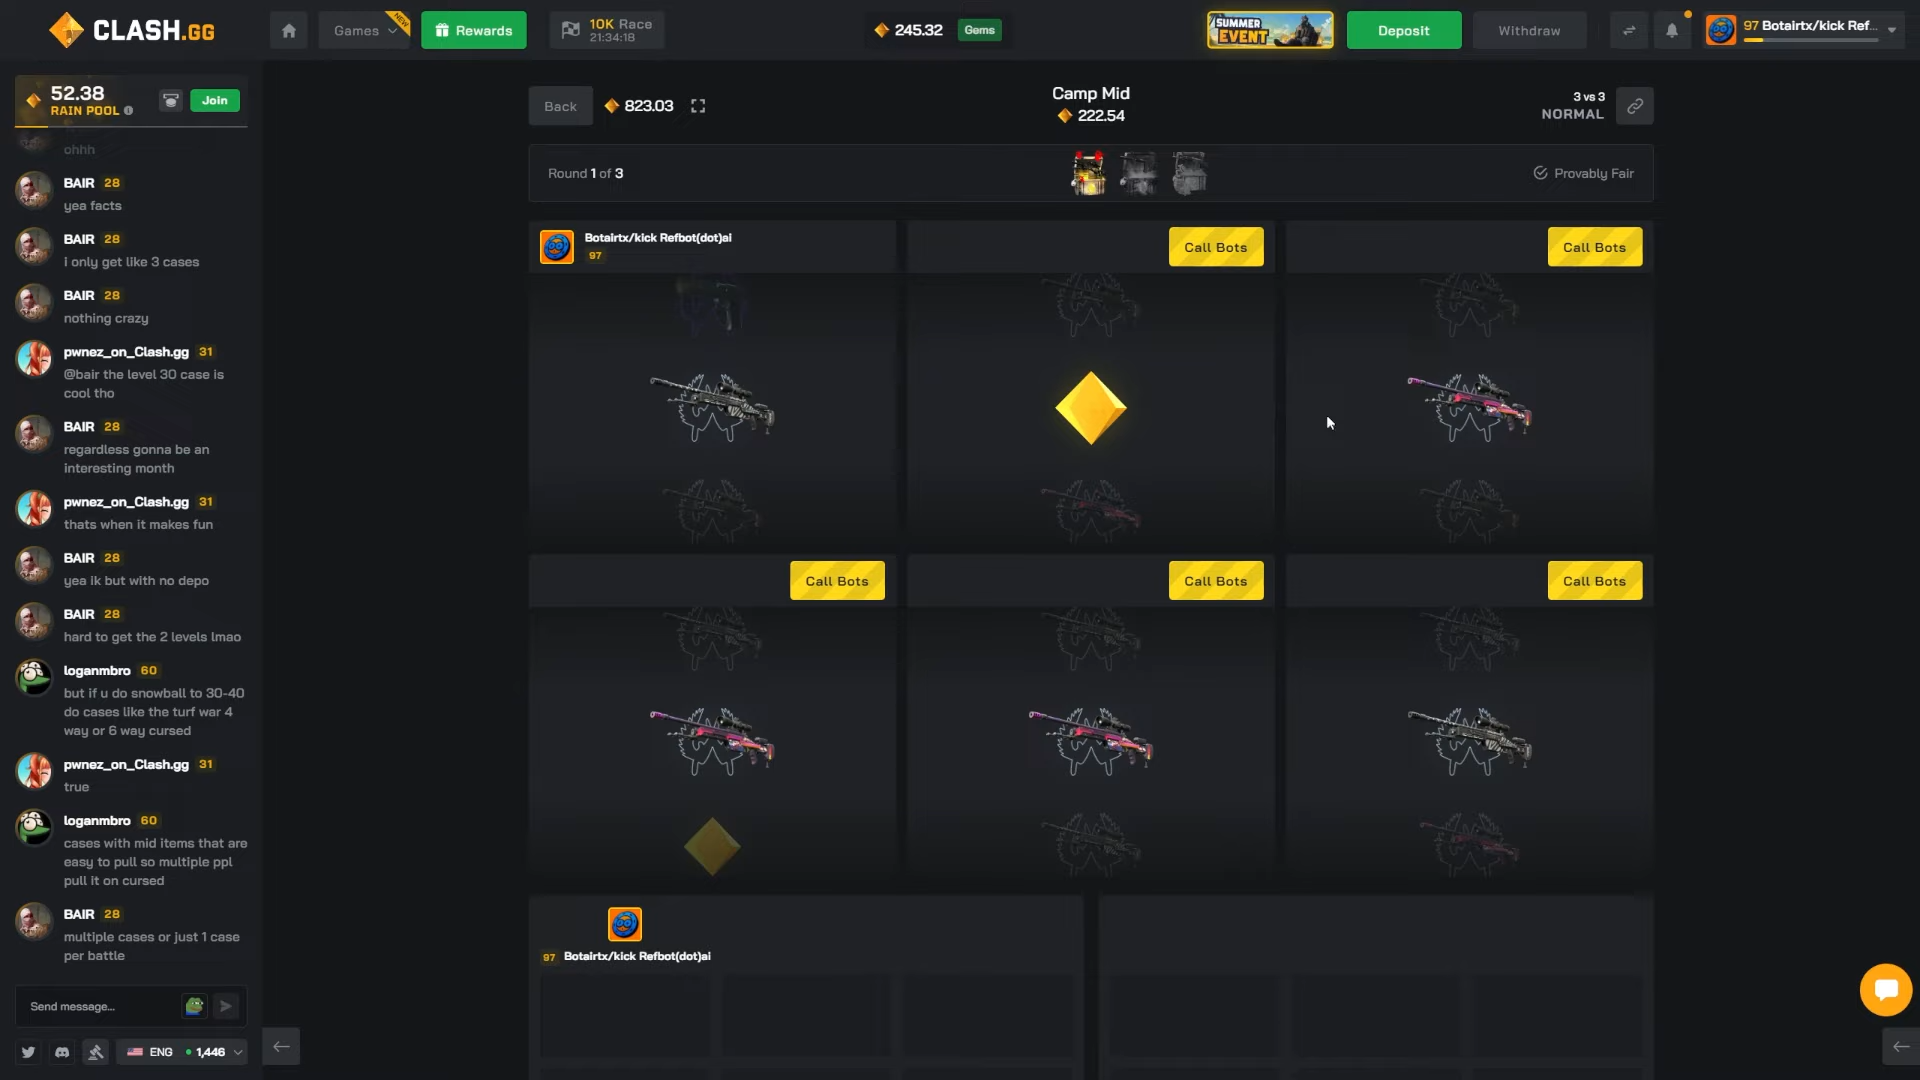 CLASH.GG
Games
NEW
Rewards
10K Race
21:34:18
245.32
Gems
SUMMER
EVENT
Deposit
Withdraw
97 Botairtx/kick Ref...
52.38
RAIN POOL
Join
ohhh
BAIR 28
yea facts
BAIR 28
i only get like 3 cases
BAIR 28
nothing crazy
pwnez_on_Clash.gg 31
@bair the level 30 case is
cool tho
BAIR 28
regardless gonna be an
interesting month
pwnez_on_Clash.gg 31
thats when it makes fun
BAIR 28
yea ik but with no depo
BAIR 28
hard to get the 2 levels lmao
loganmbro 60
but if u do snowball to 30-40
do cases like the turf war 4
way or 6 way cursed
pwnez_on_Clash.gg 31
true
loganmbro 60
cases with mid items that are
easy to pull so multiple ppl
pull it on cursed
BAIR 28
multiple cases or just 1 case
per battle
Send message...
ENG
1,446
Back
823.03
Camp Mid
222.54
3 vs 3
NORMAL
Round 1 of 3
Provably Fair
Botairtx/kick Refbot(dot)ai
97
Call Bots
Call Bots
Call Bots
Call Bots
Call Bots
97 Botairtx/kick Refbot(dot)ai